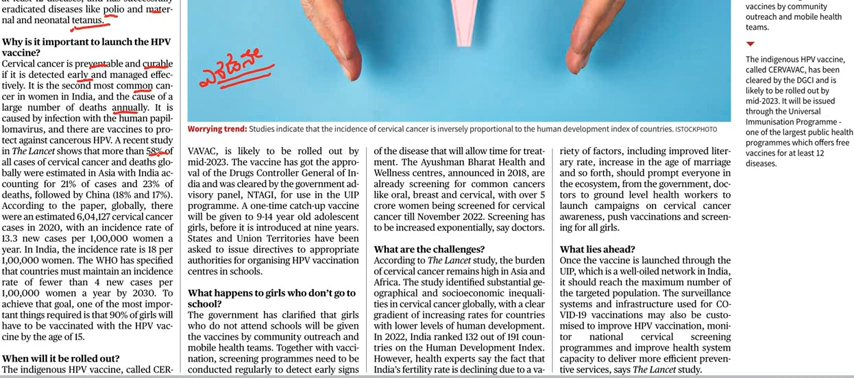 eradicated diseases like polio and mater-
nal and neonatal tetanus.
Why is it important to launch the HPV
vaccine?
Cervical cancer is preventable and curable
if it is detected early and managed effec-
tively. It is the second most common can-
cer in women in India, and the cause of a
large number of deaths annually. It is
caused by infection with the human papil-
lomavirus, and there are vaccines to pro-
tect against cancerous HPV. A recent study
in The Lancet shows that more than 58% of
all cases of cervical cancer and deaths glo-
bally were estimated in Asia with India ac-
counting for 21% of cases and 23% of
deaths, followed by China (18% and 17%).
According to the paper, globally, there
were an estimated 6,04,127 cervical cancer
cases in 2020, with an incidence rate of
13.3 new cases per 1,00,000 women a
year. In India, the incidence rate is 18 per
1,00,000 women. The WHO has specified
that countries must maintain an incidence
rate of fewer than 4 new cases per
1,00,000 women a year by 2030. To
achieve that goal, one of the most impor-
tant things required is that 90% of girls will
have to be vaccinated with the HPV vac-
cine by the age of 15.
When will it be rolled out?
The indigenous HPV vaccine, called CER-
Worrying trend: Studies indicate that the incidence of cervical cancer is inversely proportional to the human development index of countries. ISTOCKPHOTO
VAVAC, is likely to be rolled out by
mid-2023. The vaccine has got the appro-
val of the Drugs Controller General of In-
dia and was cleared by the government ad-
visory panel, NTAGI, for use in the UIP
programme. A one-time catch-up vaccine
will be given to 9-14 year old adolescent
girls, before it is introduced at nine years.
States and Union Territories have been
asked to issue directives to appropriate
authorities for organising HPV vaccination
centres in schools.
What happens to girls who don't go to
school?
The government has clarified that girls
who do not attend schools will be given
the vaccines by community outreach and
mobile health teams. Together with vacci-
nation, screening programmes need to be
conducted regularly to detect early signs
of the disease that will allow for time for treat-
ment. The Ayushman Bharat Health and
Wellness centres, announced in 2018, are
already screening for common cancers
like oral, breast and cervical, with over 5
crore women being screened for cervical
cancer till November 2022. Screening has
to be increased exponentially, say doctors.
What are the challenges?
According to The Lancet study, the burden
of cervical cancer remains high in Asia and
Africa. The study identified substantial ge-
ographical and socioeconomic inequali-
ties in cervical cancer globally, with a clear
gradient of increasing rates for countries
with lower levels of human development.
In 2022, India ranked 132 out of 191 coun-
tries on the Human Development Index.
However, health experts say the fact that
India's fertility rate is declining due to a va-
riety of factors, including improved liter-
ary rate, increase in the age of marriage
and so forth, should prompt everyone in
the ecosystem, from the government, doc-
tors to ground level health workers to
launch campaigns on cervical cancer
awareness, push vaccinations and screen-
ing for all girls.
What lies ahead?
Once the vaccine is launched through the
UIP, which is a well-oiled network in India,
it should reach the maximum number of
the targeted population. The surveillance
systems and infrastructure used for CO-
VID-19 vaccinations may also be custo-
mised to improve HPV vaccination, moni-
tor national cervical screening
programmes and improve health system
capacity to deliver more efficient preven-
tive services, says The Lancet study.
vaccines by community
outreach and mobile health
teams.
The indigenous HPV vaccine,
called CERVAVAC, has been
cleared by the DGCI and is
likely to be rolled out by
mid-2023. It will be issued
through the Universal
Immunisation Programme -
one of the largest public health
programmes which offers free
vaccines for at least 12
diseases.